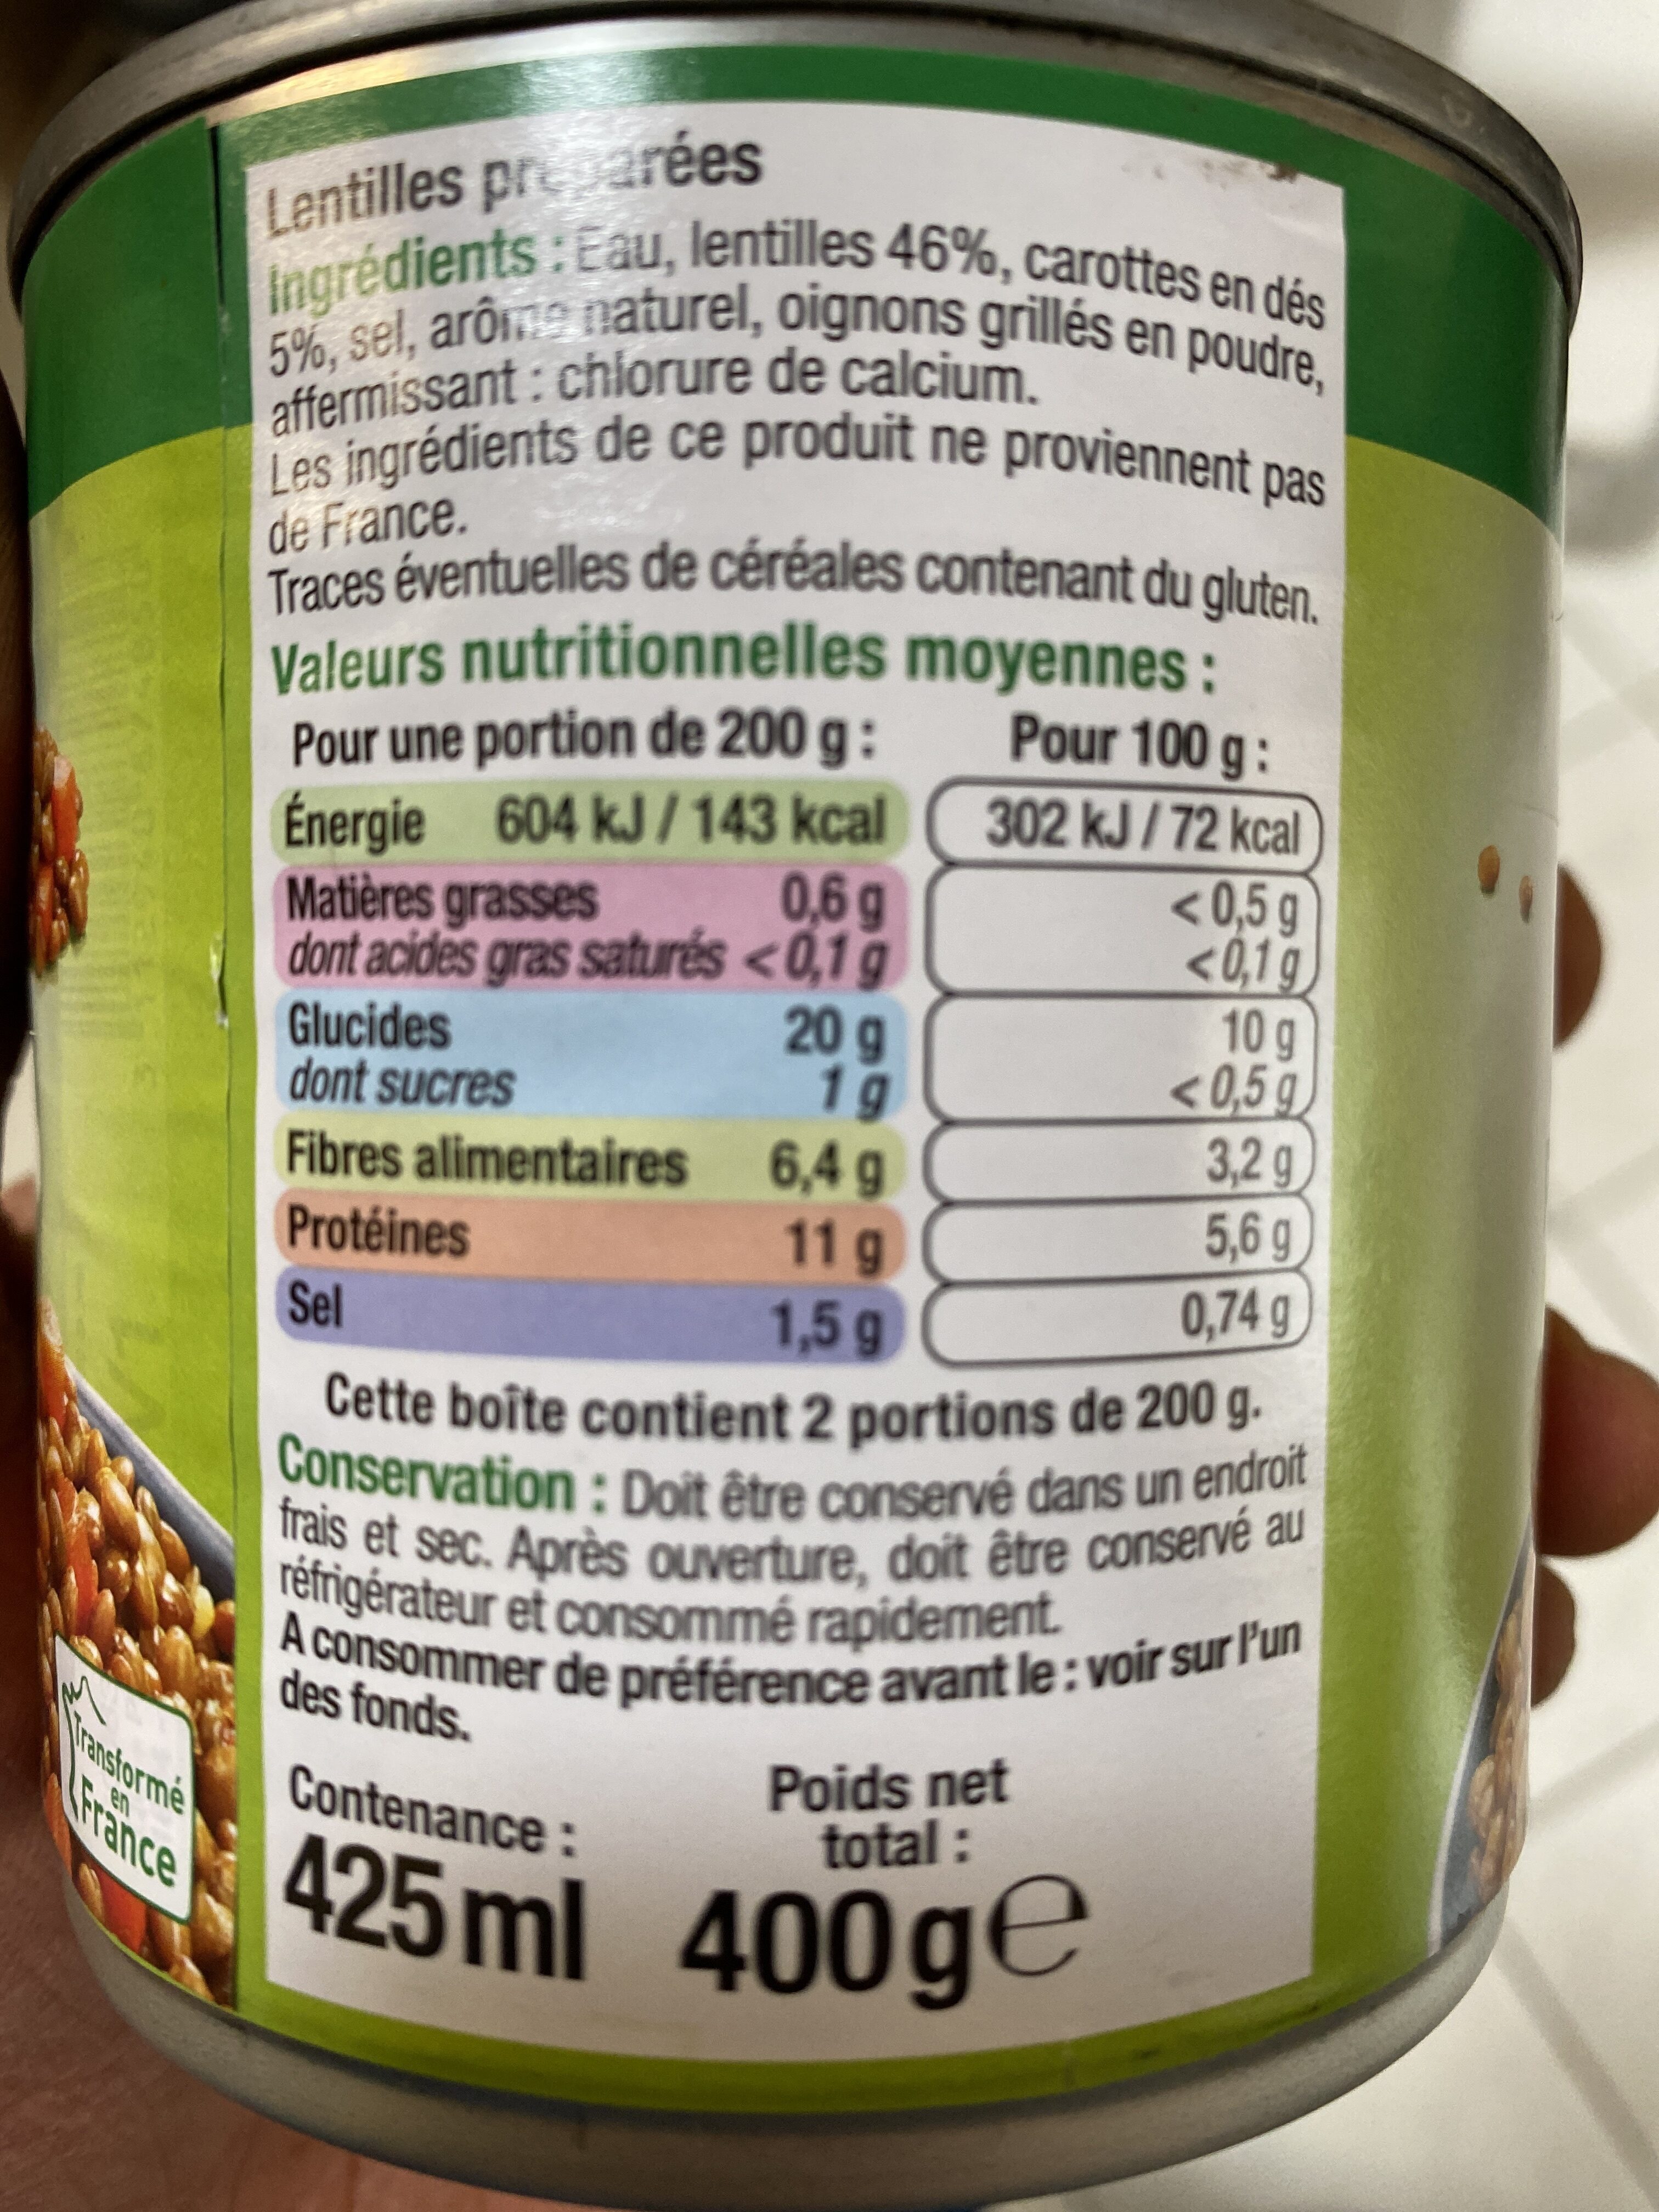 Lentilles préparées
Ingrédients : Eau, lentilles 46%, carottes en dés
5%, sel, arôme naturel, oignons grillés en poudre,
affermissant : chlorure de calcium.
Les ingrédients de ce produit ne proviennent pas
de France.
Traces éventuelles de céréales contenant du gluten.
Valeurs nutritionnelles moyennes :
Pour une portion de 200 g : Pour 100 g :
Énergie 604 kJ / 143 kcal 302 kJ / 72 kcal
Matières grasses 0,6 g < 0,5 g
dont acides gras saturés < 0,1 g < 0,1 g
Glucides 20 g 10 g
dont sucres 1 g < 0,5 g
Fibres alimentaires 6,4 g 3,2 g
Protéines 11 g 5,6 g
Sel 1,5 g 0,74 g
Cette boîte contient 2 portions de 200 g.
Conservation : Doit être conservé dans un endroit
frais et sec. Après ouverture, doit être conservé au
réfrigérateur et consommé rapidement.
A consommer de préférence avant le : voir sur l'un
des fonds.
Contenance :
425 ml
Poids net
total :
400 g e
Transformé
en
France